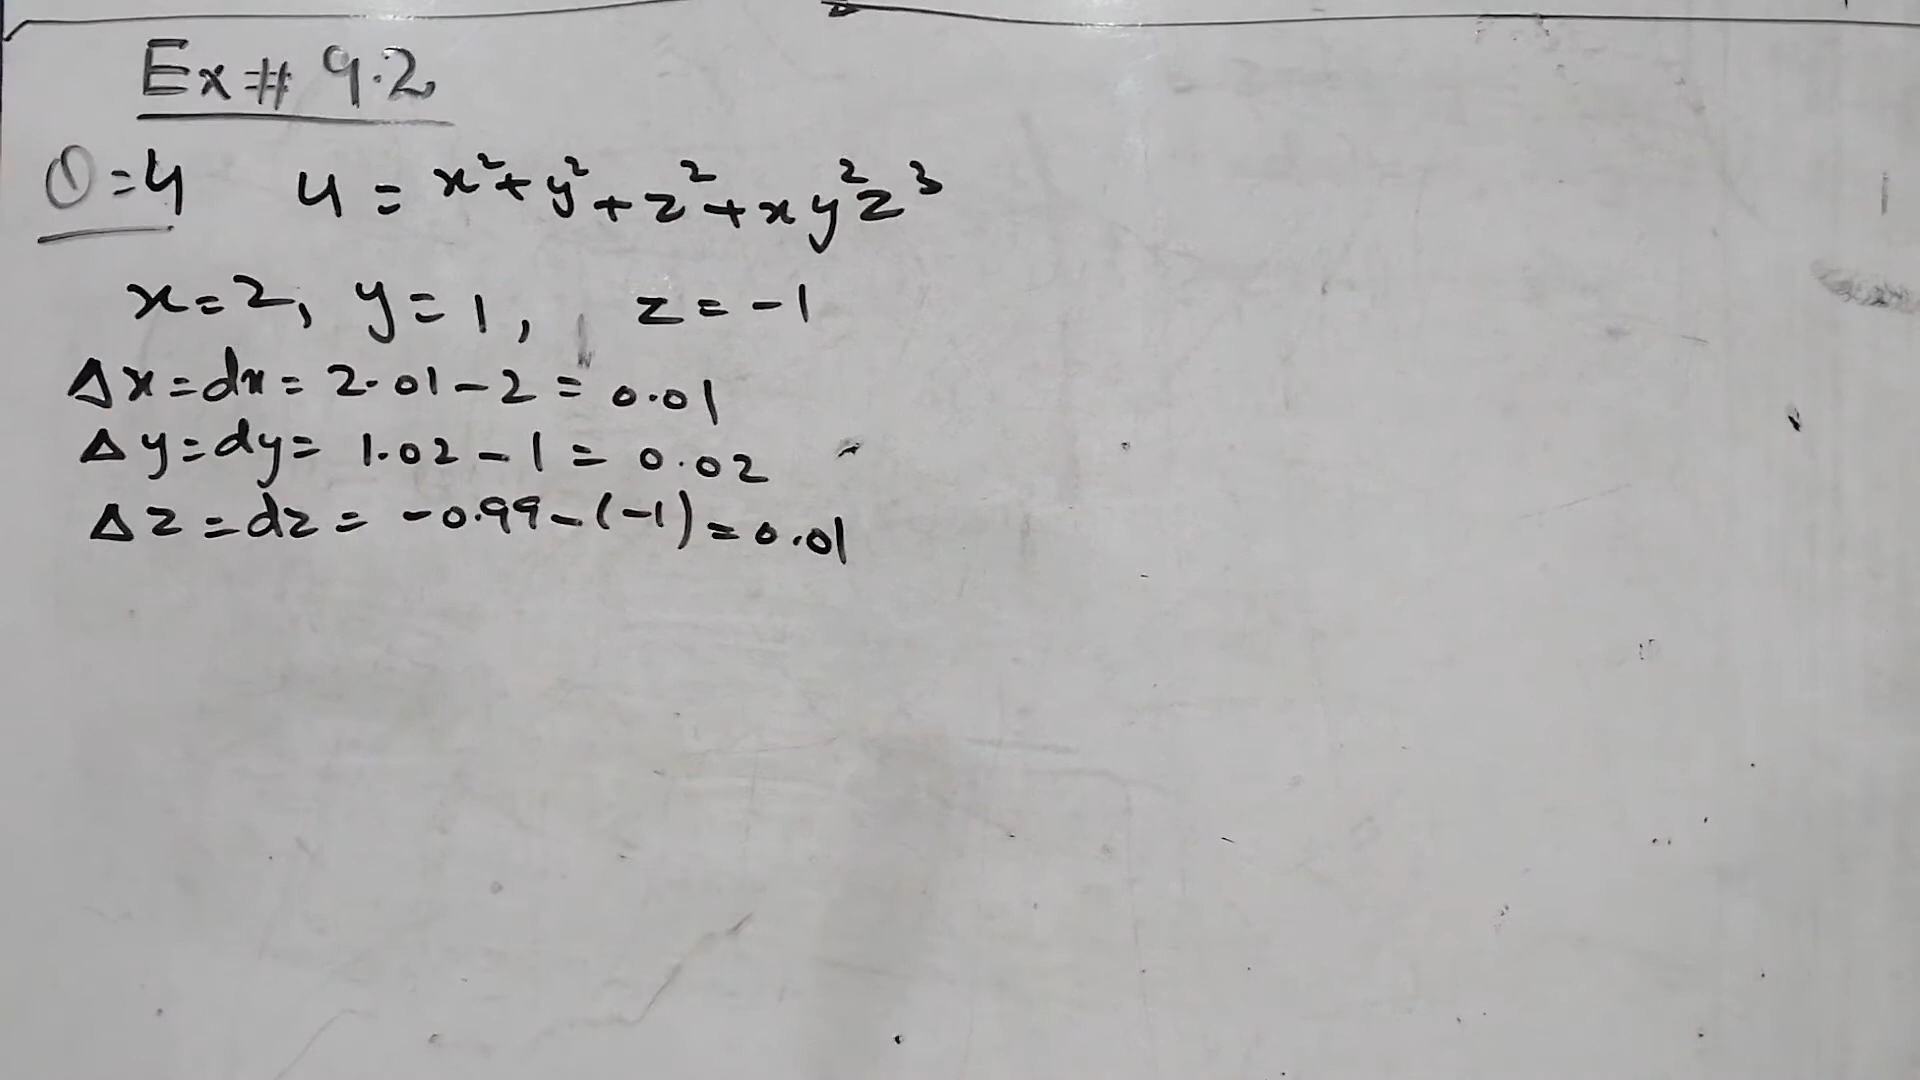 Ex# 9.2
Q=4 u = x²+y²+z²+xy²z³
x=2, y=1, z=-1
Δx=dx= 2.01-2 = 0.01
Δy=dy= 1.02-1 = 0.02
Δz=dz= -0.99-(-1)=0.01